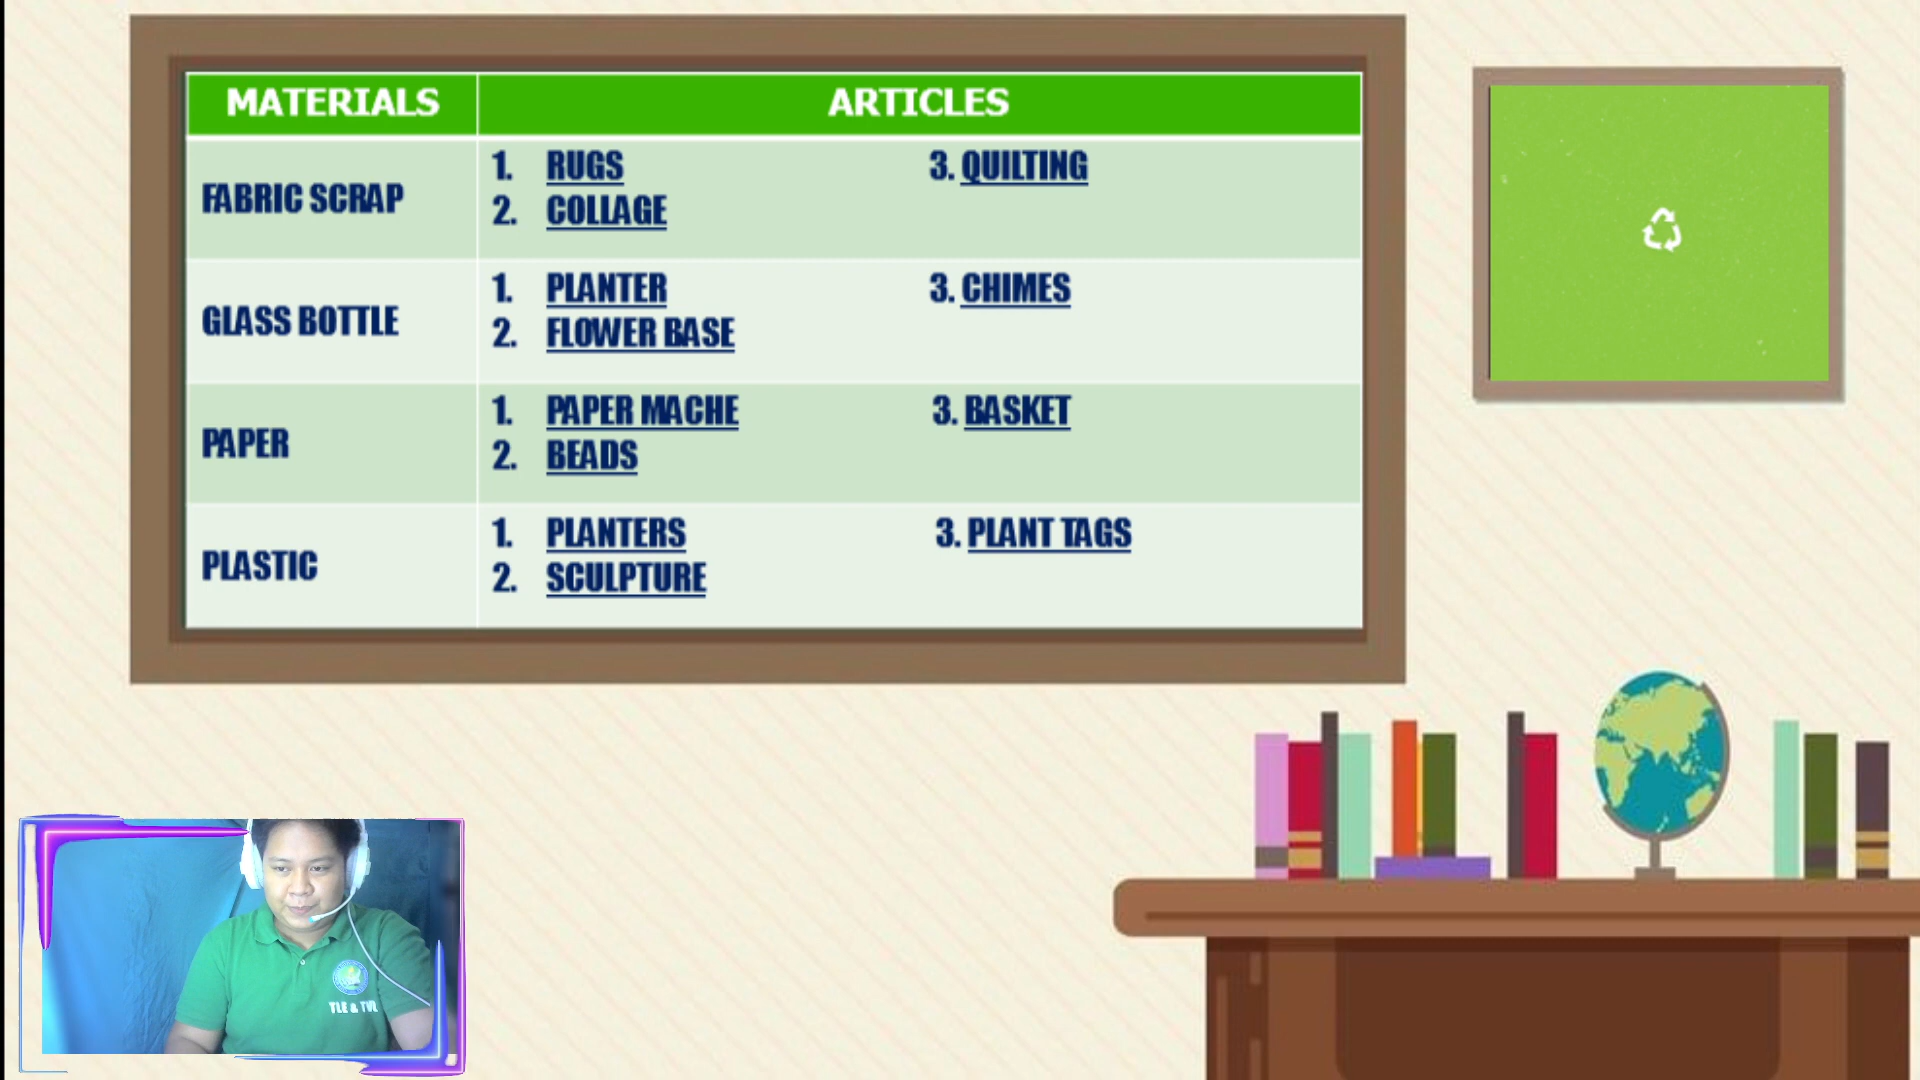 MATERIALS ARTICLES
FABRIC SCRAP
1. RUGS 3. QUILTING
2. COLLAGE
GLASS BOTTLE
1. PLANTER 3. CHIMES
2. FLOWER BASE
PAPER
1. PAPER MACHE 3. BASKET
2. BEADS
PLASTIC
1. PLANTERS 3. PLANT TAGS
2. SCULPTURE
TLE & TVL